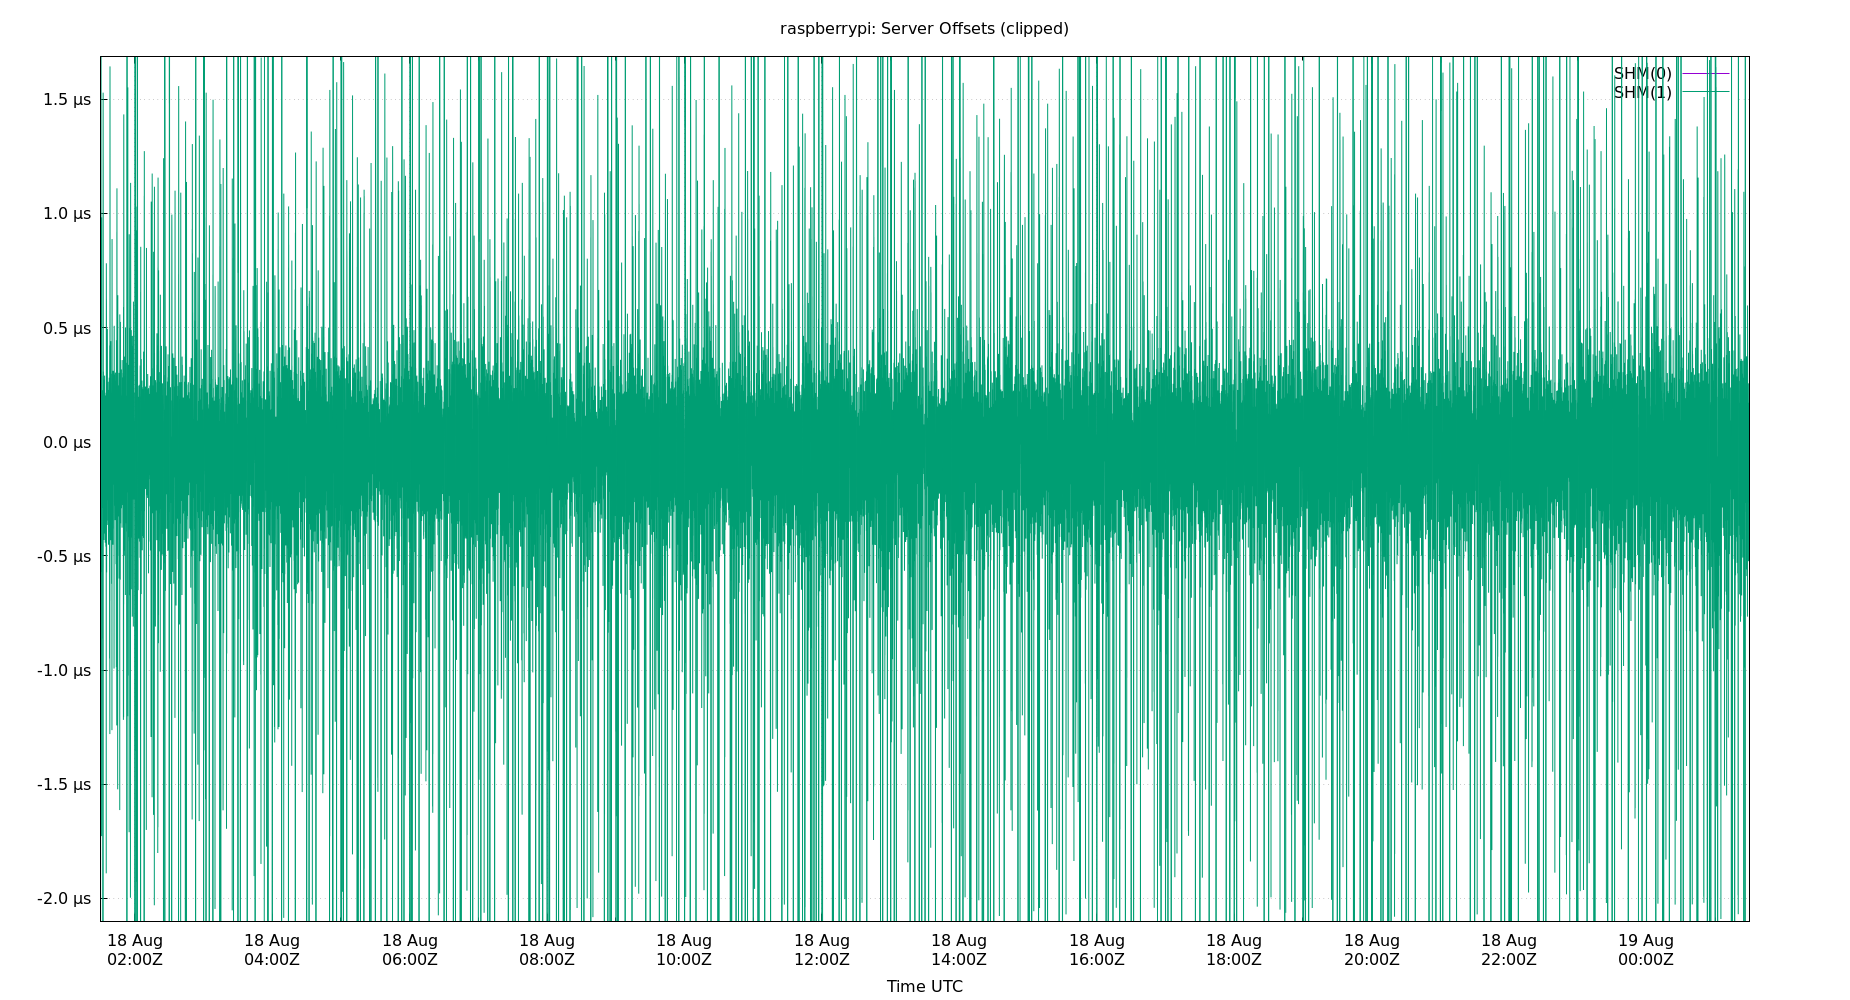 raspberrypi: Server Offsets (clipped)
SHM(0)
SHM(1)
1.5 µs
1.0 µs
0.5 µs
0.0 µs
-0.5 µs
-1.0 µs
-1.5 µs
-2.0 µs
18 Aug 18 Aug 18 Aug 18 Aug 18 Aug 18 Aug 18 Aug 18 Aug 18 Aug 18 Aug 18 Aug 19 Aug
02:00Z 04:00Z 06:00Z 08:00Z 10:00Z 12:00Z 14:00Z 16:00Z 18:00Z 20:00Z 22:00Z 00:00Z
Time UTC